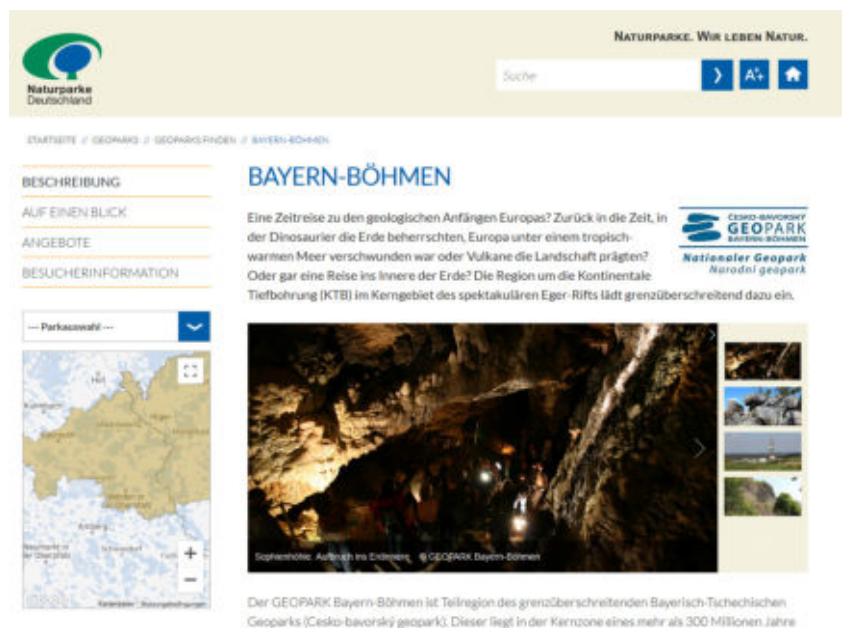 NATURPARKE. WIR LEBEN NATUR.
Suche
A+
Naturparke
Deutschland
STARTSEITE // GEOPARKS // GEOPARKS FINDEN // BAYERN-BÖHMEN
BESCHREIBUNG
AUF EINEN BLICK
ANGEBOTE
BESUCHERINFORMATION
--- Parkauswahl ---
Hof
Schwandorf
+
−
BAYERN-BÖHMEN
Eine Zeitreise zu den geologischen Anfängen Europas? Zurück in die Zeit, in
der Dinosaurier die Erde beherrschten, Europa unter einem tropisch-
warmen Meer verschwunden war oder Vulkane die Landschaft prägten?
Oder gar eine Reise ins Innere der Erde? Die Region um die Kontinentale
Tiefbohrung (KTB) im Kerngebiet des spektakulären Eger-Rifts lädt grenzüberschreitend dazu ein.
CESKO-BAVORSKY
GEOPARK
BAYERN-BÖHMEN
Nationaler Geopark
Narodní geopark
Sophienhöhle: Aufbruch ins Erdinnere © GEOPARK Bayern-Böhmen
Der GEOPARK Bayern-Böhmen ist Teilregion des grenzüberschreitenden Bayerisch-Tschechischen
Geoparks (Cesko-bavorský geopark). Dieser liegt in der Kernzone eines mehr als 300 Millionen Jahre